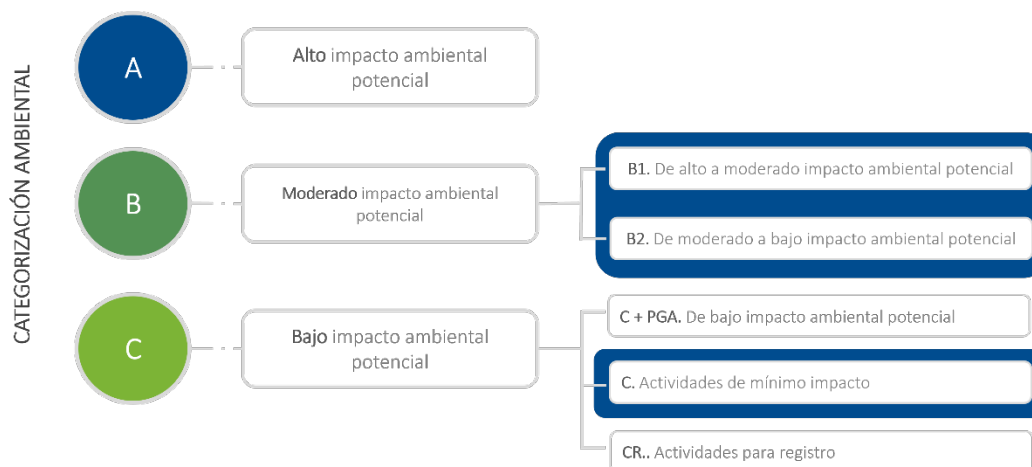 CATEGORIZACIÓN AMBIENTAL
A
Alto impacto ambiental
potencial
B
Moderado impacto ambiental
potencial
B1. De alto a moderado impacto ambiental potencial
B2. De moderado a bajo impacto ambiental potencial
C
Bajo impacto ambiental
potencial
C + PGA. De bajo impacto ambiental potencial
C. Actividades de mínimo impacto
CR.. Actividades para registro